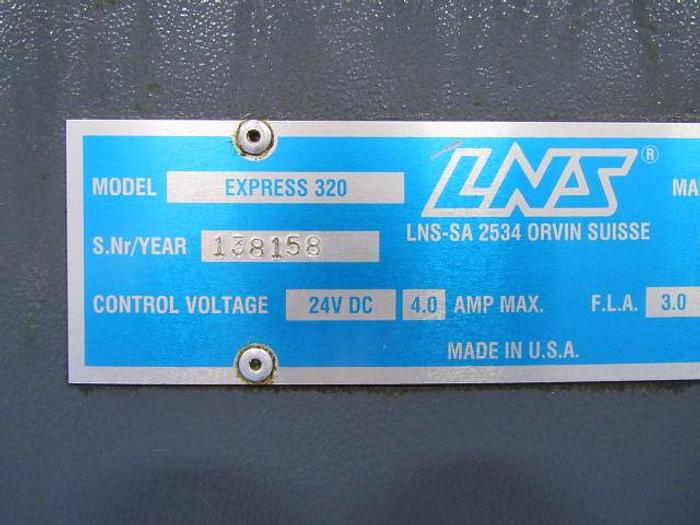 MODEL EXPRESS 320
LNS®
MA
LNS-SA 2534 ORVIN SUISSE
S.Nr/YEAR 138158
CONTROL VOLTAGE 24V DC 4.0 AMP MAX. F.L.A. 3.0
MADE IN U.S.A.